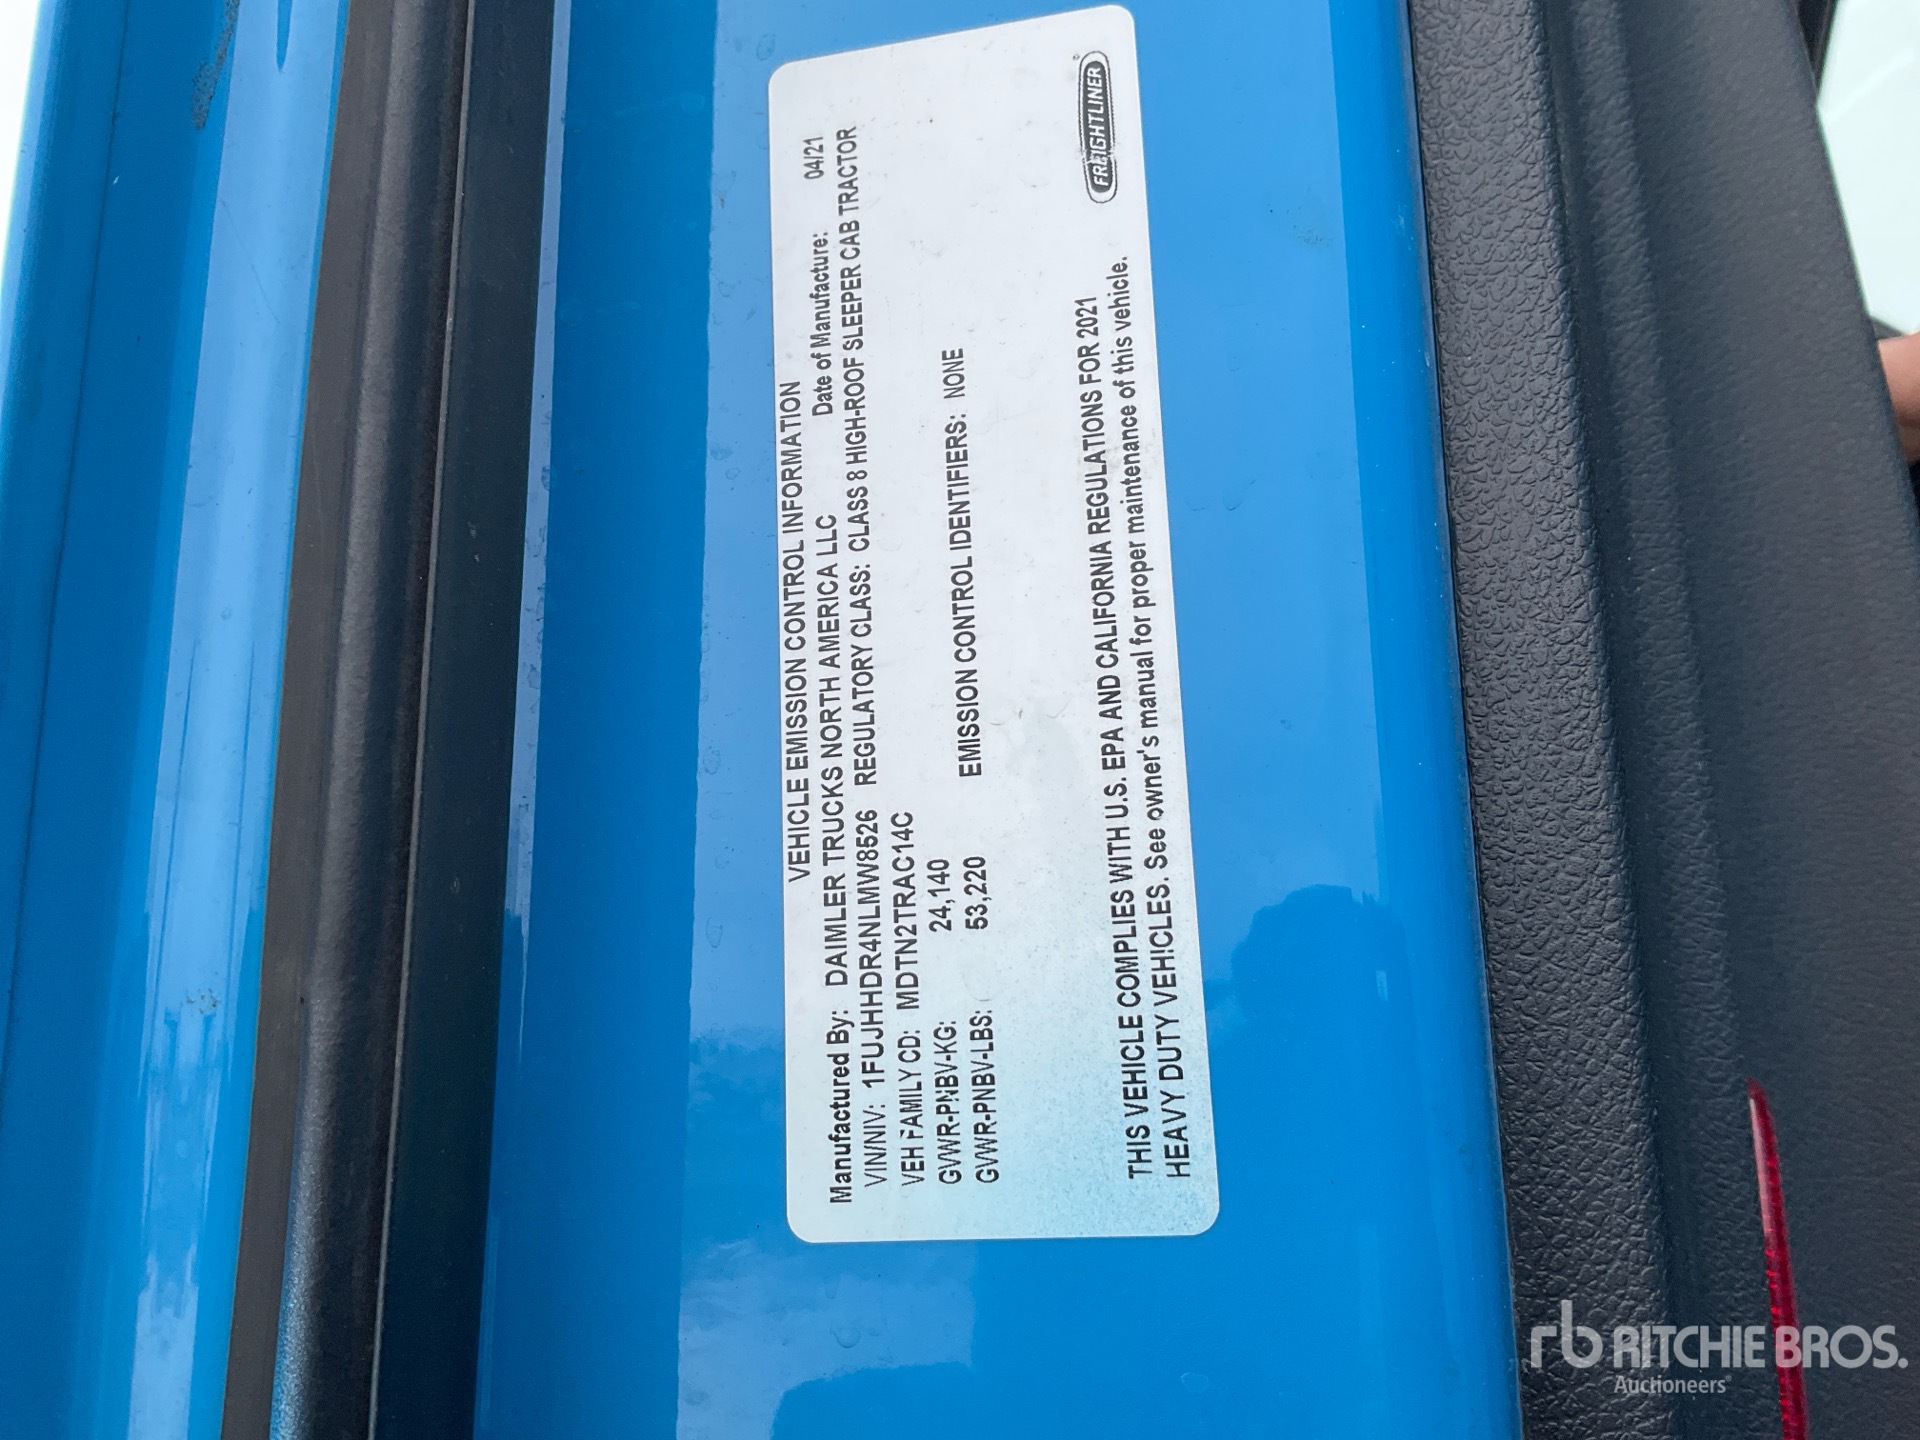 VEHICLE EMISSION CONTROL INFORMATION
Manufactured By: DAIMLER TRUCKS NORTH AMERICA LLC Date of Manufacture: 04/21
VIN/NIV: 1FUJHHDR4NLMW8526 REGULATORY CLASS: CLASS 8 HIGH-ROOF SLEEPER CAB TRACTOR
VEH FAMILY CD: MDTN2TRAC14C
GVWR-PNBV-KG: 24,140
GVWR-PNBV-LBS: 53,220 EMISSION CONTROL IDENTIFIERS: NONE
THIS VEHICLE COMPLIES WITH U.S. EPA AND CALIFORNIA REGULATIONS FOR 2021
HEAVY DUTY VEHICLES. See owner's manual for proper maintenance of this vehicle.
FREIGHTLINER
rb RITCHIE BROS.
Auctioneers